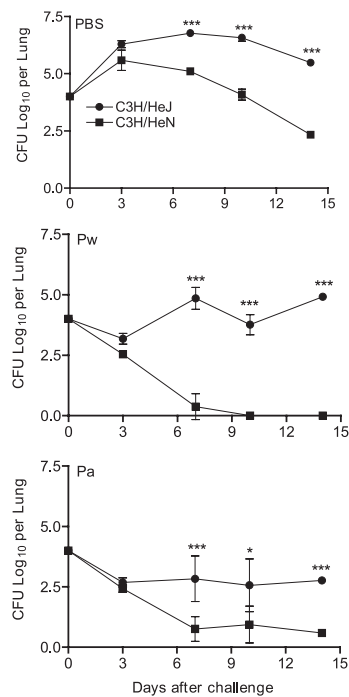 PBS
CFU Log10 per Lung
7.5
5.0
2.5
0.0
*** *** ***
C3H/HeJ
C3H/HeN
0 3 6 9 12 15
Pw
CFU Log10 per Lung
7.5
5.0
2.5
0.0
*** *** ***
0 3 6 9 12 15
Pa
CFU Log10 per Lung
7.5
5.0
2.5
0.0
*** * ***
0 3 6 9 12 15
Days after challenge